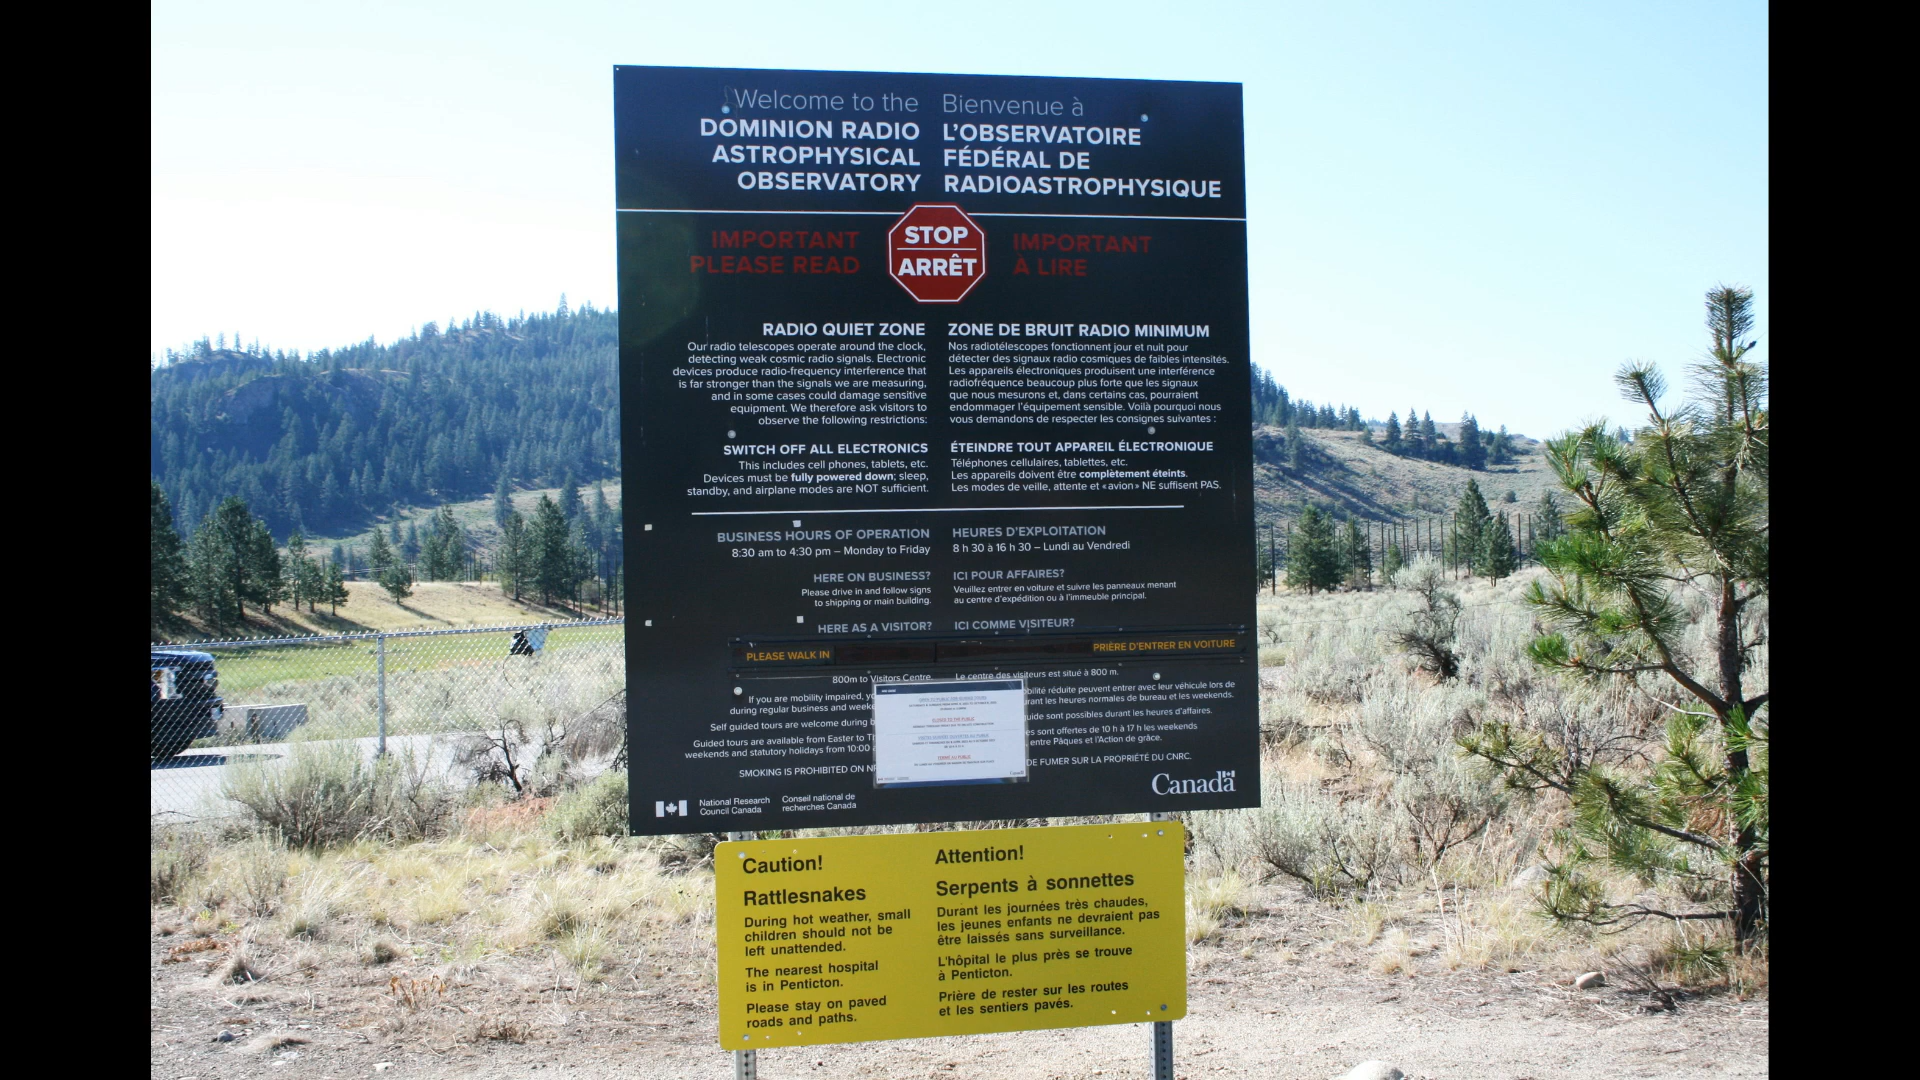 Welcome to the
DOMINION RADIO
ASTROPHYSICAL
OBSERVATORY
Bienvenue à
L'OBSERVATOIRE
FÉDÉRAL DE
RADIOASTROPHYSIQUE
IMPORTANT
PLEASE READ
STOP
ARRÊT
IMPORTANT
À LIRE
RADIO QUIET ZONE
Our radio telescopes operate around the clock,
detecting weak cosmic radio signals. Electronic
devices produce radio-frequency interference that
is far stronger than the signals we are measuring,
and in some cases could damage sensitive
equipment. We therefore ask visitors to
observe the following restrictions:
SWITCH OFF ALL ELECTRONICS
This includes cell phones, tablets, etc.
Devices must be fully powered down; sleep,
standby, and airplane modes are NOT sufficient.
ZONE DE BRUIT RADIO MINIMUM
Nos radiotélescopes fonctionnent jour et nuit pour
détecter des signaux radio cosmiques de faibles intensités.
Les appareils électroniques produisent une interférence
radiofréquence beaucoup plus forte que les signaux
que nous mesurons et, dans certains cas, pourraient
endommager l'équipement sensible. Voilà pourquoi nous
vous demandons de respecter les consignes suivantes :
ÉTEINDRE TOUT APPAREIL ÉLECTRONIQUE
Téléphones cellulaires, tablettes, etc.
Les appareils doivent être complètement éteints.
Les modes de veille, attente et «avion» NE suffisent PAS.
BUSINESS HOURS OF OPERATION
8:30 am to 4:30 pm – Monday to Friday
HERE ON BUSINESS?
Please drive in and follow signs
to shipping or main building.
HERE AS A VISITOR?
PLEASE WALK IN
800m to Visitors Centre.
If you are mobility impaired,
during regular business and
Self guided tours are welcome during
Guided tours are available from Easter to
weekends and statutory holidays from 10:00
SMOKING IS PROHIBITED ON
HEURES D'EXPLOITATION
8 h 30 à 16 h 30 – Lundi au Vendredi
ICI POUR AFFAIRES?
Veuillez entrer en voiture et suivre les panneaux menant
au centre d'expédition ou à l'immeuble principal.
ICI COMME VISITEUR?
PRIÈRE D'ENTRER EN VOITURE
Le centre des visiteurs est situé à 800 m.
réduite peuvent entrer avec leur véhicule lors de
les heures normales de bureau et les weekends.
sont possibles durant les heures d'affaires.
sont offertes de 10 h à 17 h les weekends
entre Pâques et l'Action de grâce.
DE FUMER SUR LA PROPRIÉTÉ DU CNRC.
National Research
Council Canada
Conseil national de
recherches Canada
Canada
Caution!
Rattlesnakes
During hot weather, small
children should not be
left unattended.
The nearest hospital
is in Penticton.
Please stay on paved
roads and paths.
Attention!
Serpents à sonnettes
Durant les journées très chaudes,
les jeunes enfants ne devraient pas
être laissés sans surveillance.
L'hôpital le plus près se trouve
à Penticton.
Prière de rester sur les routes
et les sentiers pavés.